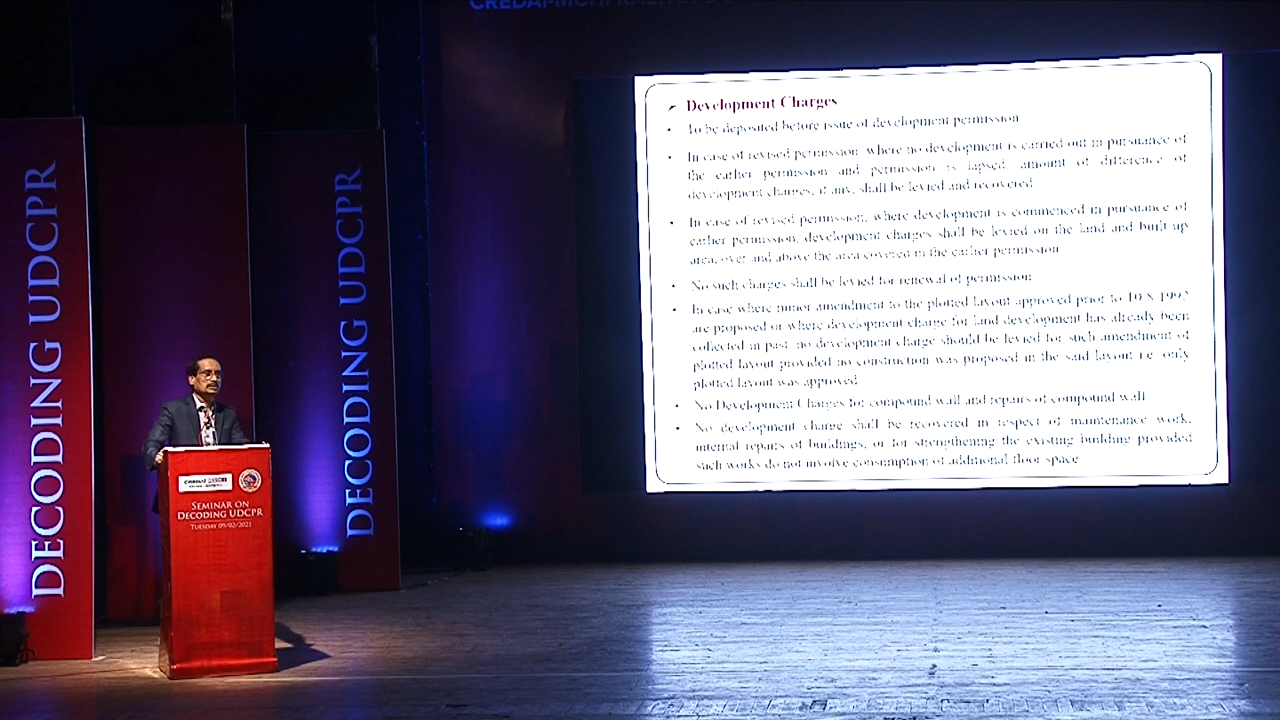 DECODING UDCPR
DECODING UDCPR
SEMINAR ON
DECODING UDCPR
TUESDAY 09/02/2021
Development Charges
To be deposited before issue of development permission
In case of revised permission, where no development is carried out in pursuance of
the earlier permission and permission is lapsed, amount of difference of
development charges, if any, shall be levied and recovered
In case of revised permission, where development is commenced in pursuance of
earlier permission, development charges shall be levied on the land and built up
area, over and above the area covered in the earlier permission
No such charges shall be levied for renewal of permission
In case where minor amendment to the plotted layout approved prior to 10.8.1992
are proposed or where development charge for land development has already been
collected in past, no development charge should be levied for such amendment of
plotted layout provided no construction was proposed in the said layout i.e. only
plotted layout was approved
No Development Charges for compound wall and repairs of compound wall
No development charge shall be recovered in respect of maintenance work,
internal repairs of buildings, or for strengthening the existing building provided
such works do not involve consumption of additional floor space